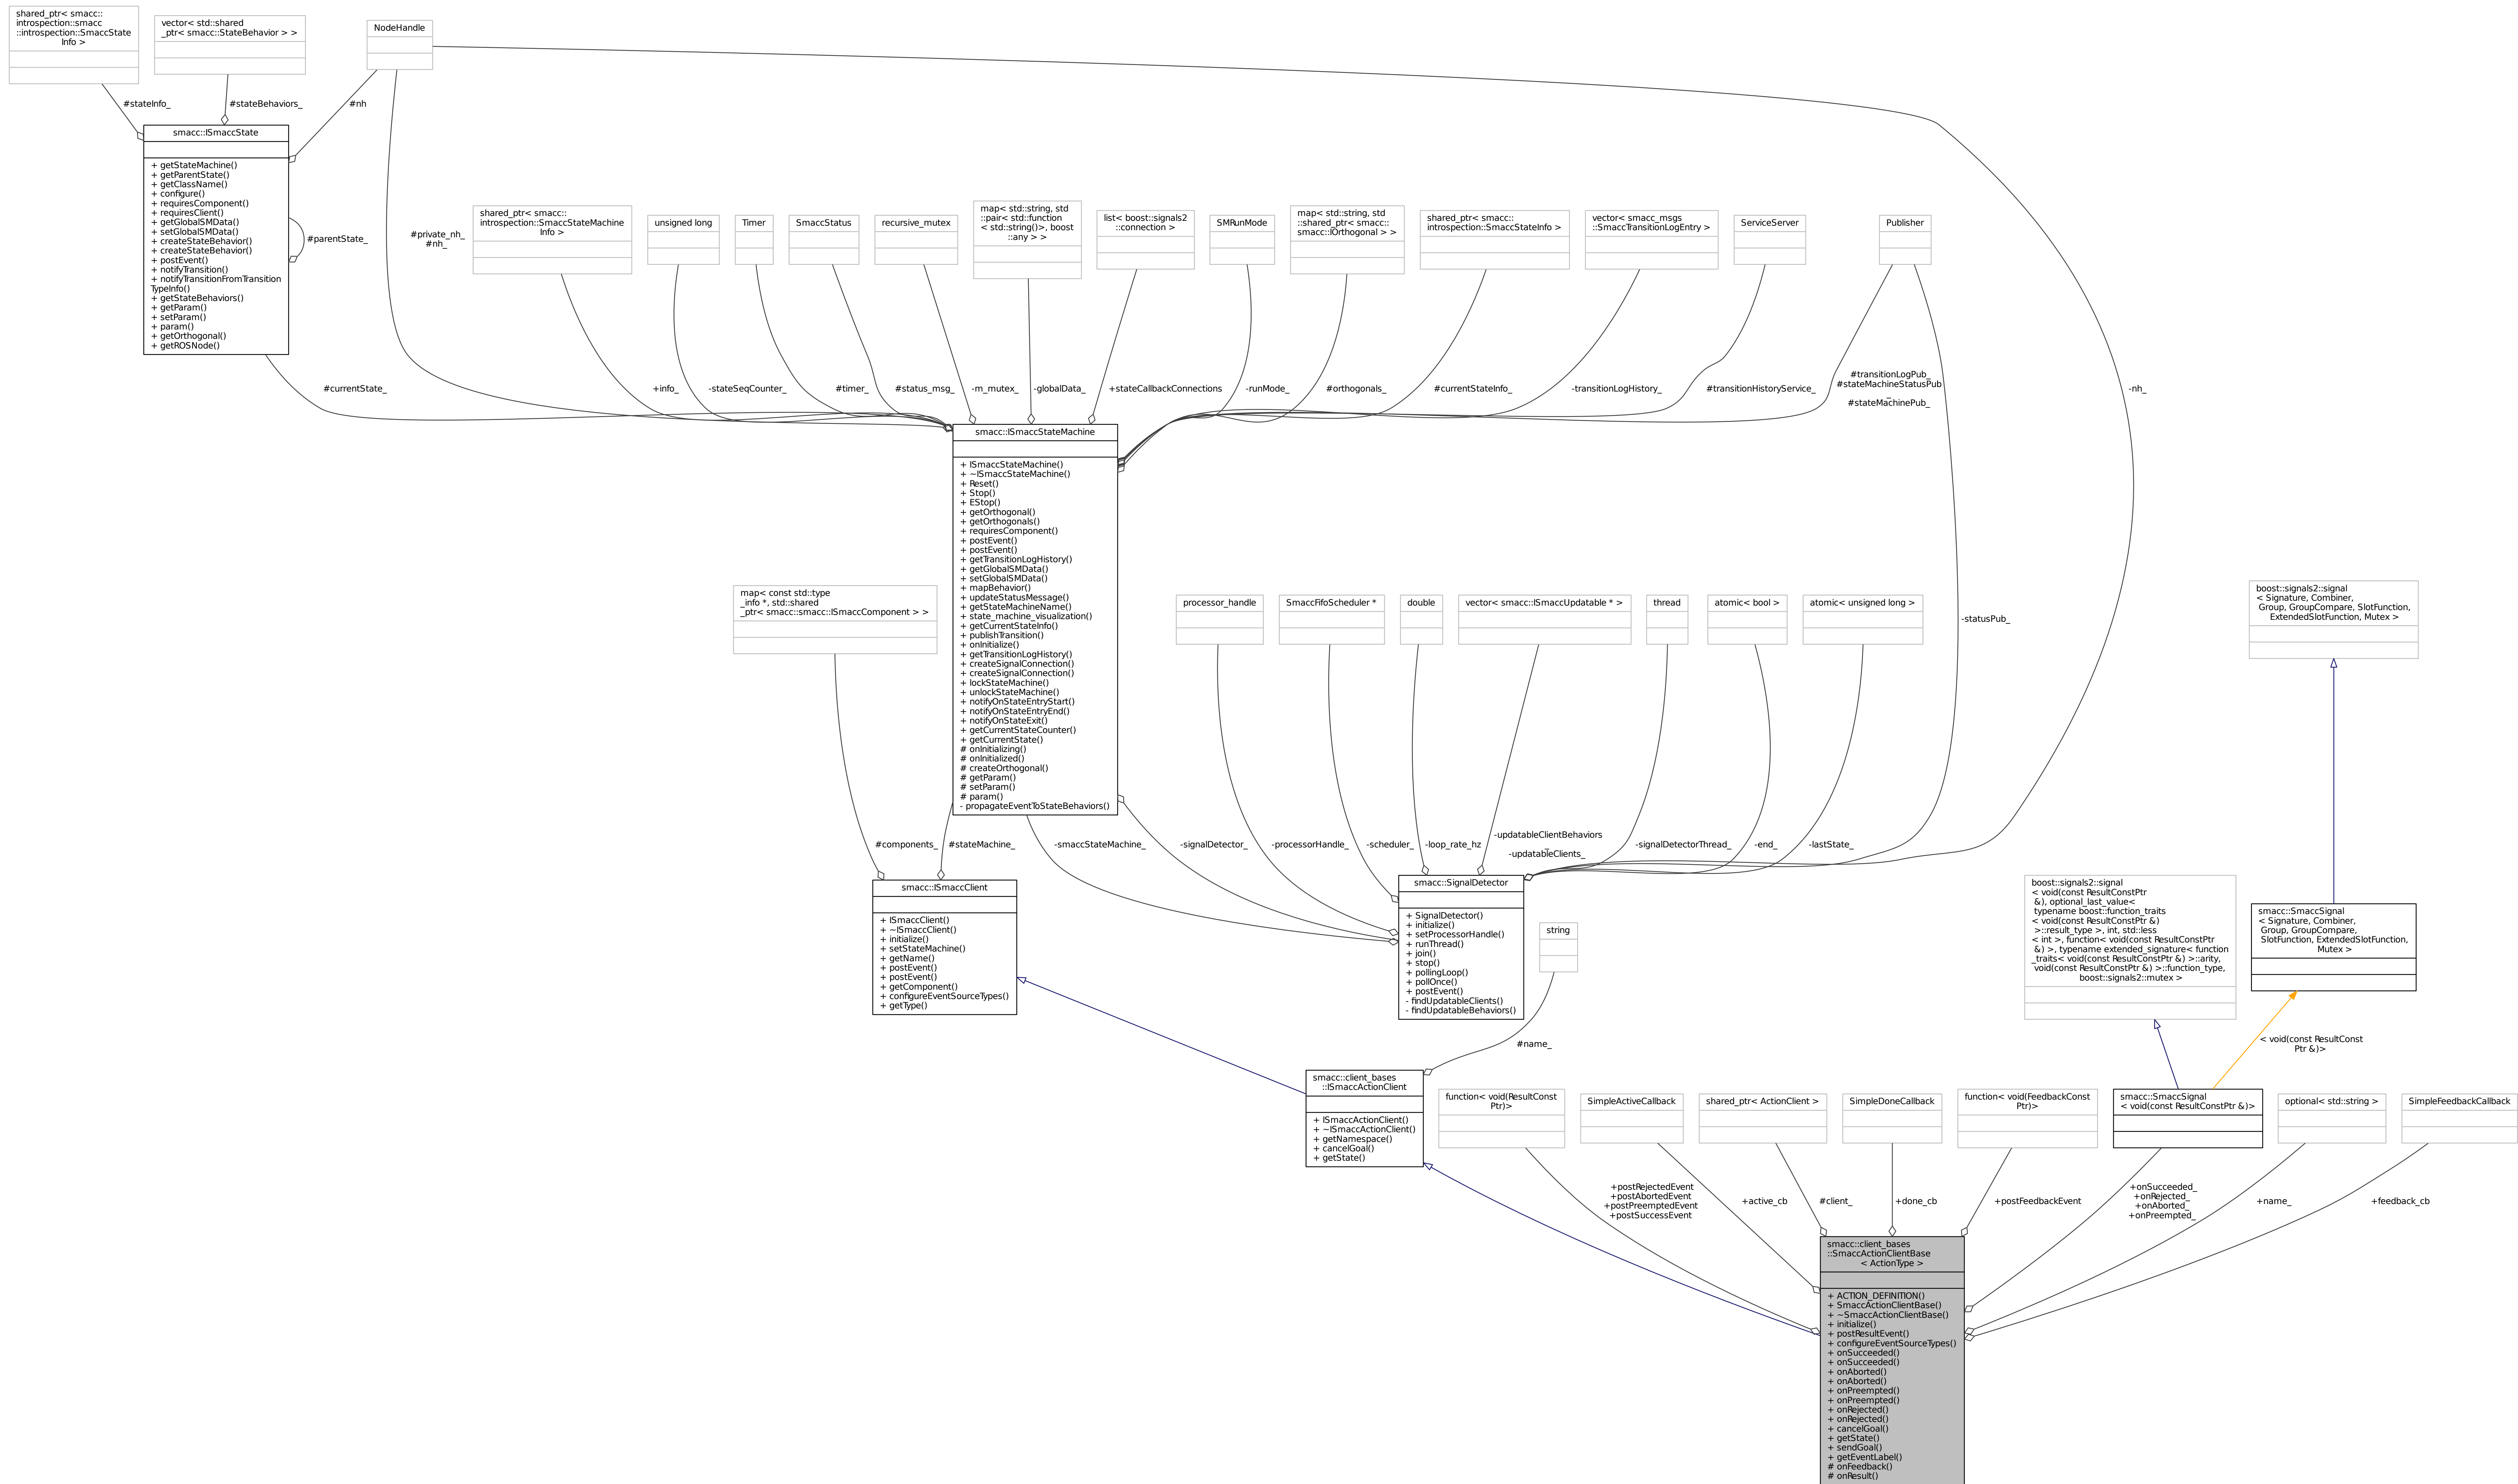 shared_ptr< smacc::
introspection::smacc
::introspection::SmaccState
Info >
vector< std::shared
_ptr< smacc::StateBehavior > >
NodeHandle
#stateInfo_
#stateBehaviors_
#nh
smacc::ISmaccState
+ getStateMachine()
+ getParentState()
+ getClassName()
+ configure()
+ requiresComponent()
+ requiresClient()
+ getGlobalSMData()
+ setGlobalSMData()
+ createStateBehavior()
+ createStateBehavior()
+ postEvent()
+ notifyTransition()
+ notifyTransitionFromTransition
TypeInfo()
+ getStateBehaviors()
+ getParam()
+ setParam()
+ param()
+ getOrthogonal()
+ getROSNode()
#parentState_
#private_nh_
#nh_
shared_ptr< smacc::
introspection::SmaccStateMachine
Info >
unsigned long
Timer
SmaccStatus
recursive_mutex
map< std::string, std
::pair< std::function
< std::string()>, boost
::any > >
list< boost::signals2
::connection >
SMRunMode
map< std::string, std
::shared_ptr< smacc::
smacc::IOrthogonal > >
shared_ptr< smacc::
introspection::SmaccStateInfo >
vector< smacc_msgs
::SmaccTransitionLogEntry >
ServiceServer
Publisher
#currentState_
+info_
-stateSeqCounter_
#timer_
#status_msg_
-m_mutex_
-globalData_
+stateCallbackConnections
-runMode_
#orthogonals_
#currentStateInfo_
-transitionLogHistory_
#transitionHistoryService_
#transitionLogPub_
#stateMachineStatusPub
_
#stateMachinePub_
-nh_
smacc::ISmaccStateMachine
+ ISmaccStateMachine()
+ ~ISmaccStateMachine()
+ Reset()
+ Stop()
+ EStop()
+ getOrthogonal()
+ getOrthogonals()
+ requiresComponent()
+ postEvent()
+ postEvent()
+ getTransitionLogHistory()
+ getGlobalSMData()
+ setGlobalSMData()
+ mapBehavior()
+ updateStatusMessage()
+ getStateMachineName()
+ state_machine_visualization()
+ getCurrentStateInfo()
+ publishTransition()
+ onInitialize()
+ getTransitionLogHistory()
+ createSignalConnection()
+ createSignalConnection()
+ lockStateMachine()
+ unlockStateMachine()
+ notifyOnStateEntryStart()
+ notifyOnStateEntryEnd()
+ notifyOnStateExit()
+ getCurrentStateCounter()
+ getCurrentState()
# onInitializing()
# onInitialized()
# createOrthogonal()
# getParam()
# setParam()
# param()
- propagateEventToStateBehaviors()
map< const std::type
_info *, std::shared
_ptr< smacc::smacc::ISmaccComponent > >
processor_handle
SmaccFifoScheduler *
double
vector< smacc::ISmaccUpdatable * >
thread
atomic< bool >
atomic< unsigned long >
-statusPub_
boost::signals2::signal
< Signature, Combiner,
Group, GroupCompare, SlotFunction,
ExtendedSlotFunction, Mutex >
#components_
#stateMachine_
-smaccStateMachine_
-signalDetector_
-processorHandle_
-scheduler_
-loop_rate_hz
-updatableClientBehaviors
_
-updatableClients_
-signalDetectorThread_
-end_
-lastState_
smacc::ISmaccClient
+ ISmaccClient()
+ ~ISmaccClient()
+ initialize()
+ setStateMachine()
+ getName()
+ postEvent()
+ postEvent()
+ getComponent()
+ configureEventSourceTypes()
+ getType()
smacc::SignalDetector
+ SignalDetector()
+ initialize()
+ setProcessorHandle()
+ runThread()
+ join()
+ stop()
+ pollingLoop()
+ pollOnce()
+ postEvent()
- findUpdatableClients()
- findUpdatableBehaviors()
string
boost::signals2::signal
< void(const ResultConstPtr
&), optional_last_value<
typename boost::function_traits
< void(const ResultConstPtr &)
>::result_type >, int, std::less
< int >, function< void(const ResultConstPtr
&) >, typename extended_signature< function
_traits< void(const ResultConstPtr &) >::arity,
void(const ResultConstPtr &) >::function_type,
boost::signals2::mutex >
smacc::SmaccSignal
< Signature, Combiner,
Group, GroupCompare,
SlotFunction, ExtendedSlotFunction,
Mutex >
#name_
< void(const ResultConst
Ptr &)>
smacc::client_bases
::ISmaccActionClient
+ ISmaccActionClient()
+ ~ISmaccActionClient()
+ getNamespace()
+ cancelGoal()
+ getState()
function< void(ResultConst
Ptr)>
SimpleActiveCallback
shared_ptr< ActionClient >
SimpleDoneCallback
function< void(FeedbackConst
Ptr)>
smacc::SmaccSignal
< void(const ResultConstPtr &)>
optional< std::string >
SimpleFeedbackCallback
+postRejectedEvent
+postAbortedEvent
+postPreemptedEvent
+postSuccessEvent
+active_cb
#client_
+done_cb
+postFeedbackEvent
+onSucceeded_
+onRejected_
+onAborted_
+onPreempted_
+name_
+feedback_cb
smacc::client_bases
::SmaccActionClientBase
< ActionType >
+ ACTION_DEFINITION()
+ SmaccActionClientBase()
+ ~SmaccActionClientBase()
+ initialize()
+ postResultEvent()
+ configureEventSourceTypes()
+ onSucceeded()
+ onSucceeded()
+ onAborted()
+ onAborted()
+ onPreempted()
+ onPreempted()
+ onRejected()
+ onRejected()
+ cancelGoal()
+ getState()
+ sendGoal()
+ getEventLabel()
# onFeedback()
# onResult()